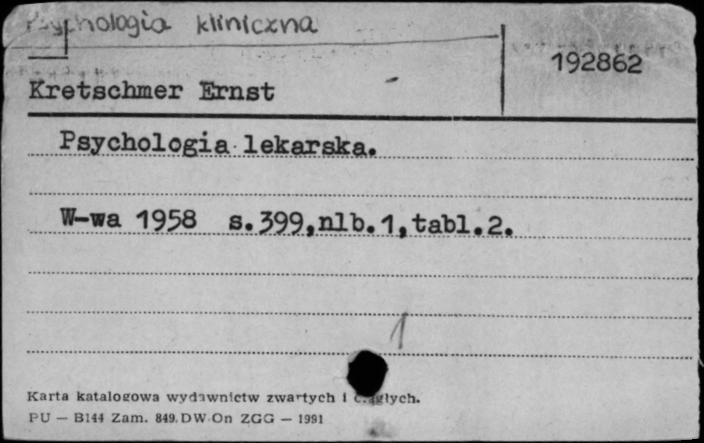 Psychologia kliniczna
192862
Kretschmer Ernst
Psychologia lekarska.
W-wa 1958 s.399,nlb.1,tabl.2.
1
Karta katalogowa wydawnictw zwartych i ciągłych.
PU — B144 Zam. 849. DW-On ZGG — 1991